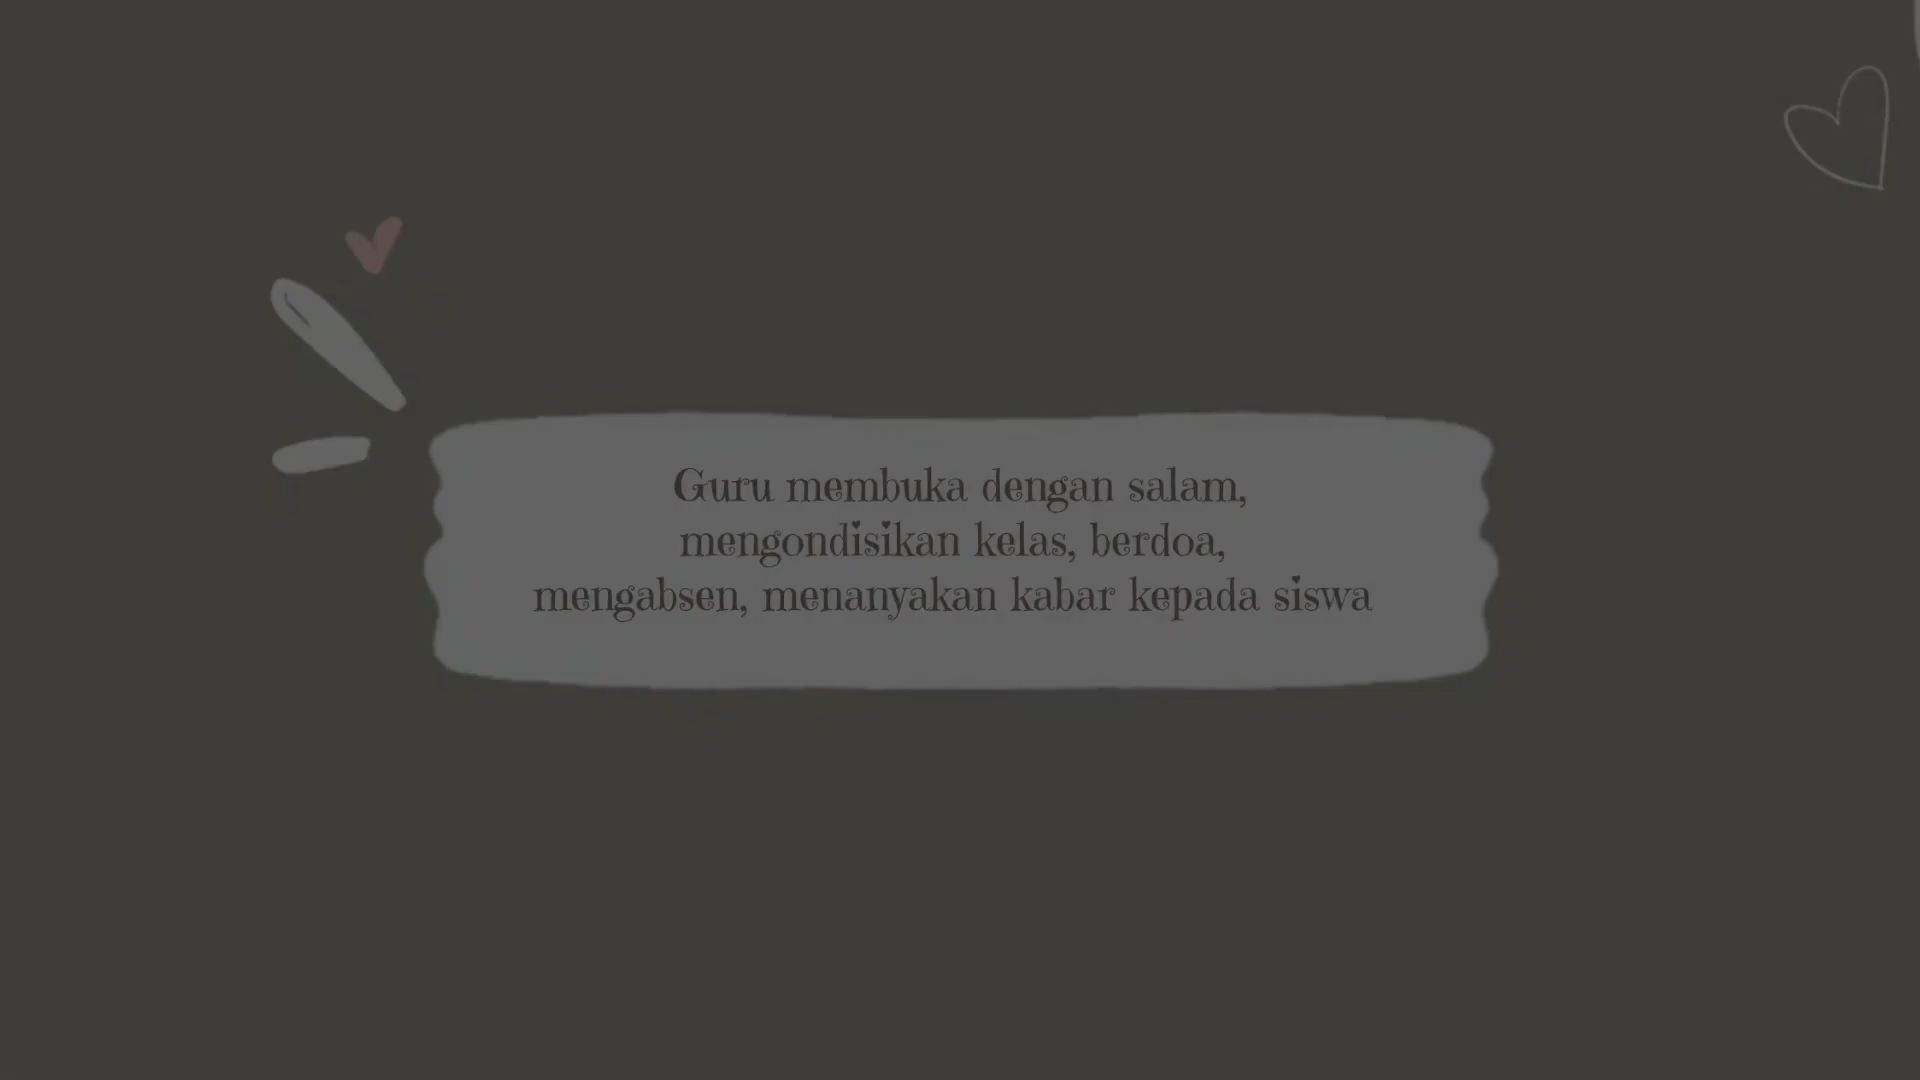 Guru membuka dengan salam,
mengondisikan kelas, berdoa,
mengabsen, menanyakan kabar kepada siswa